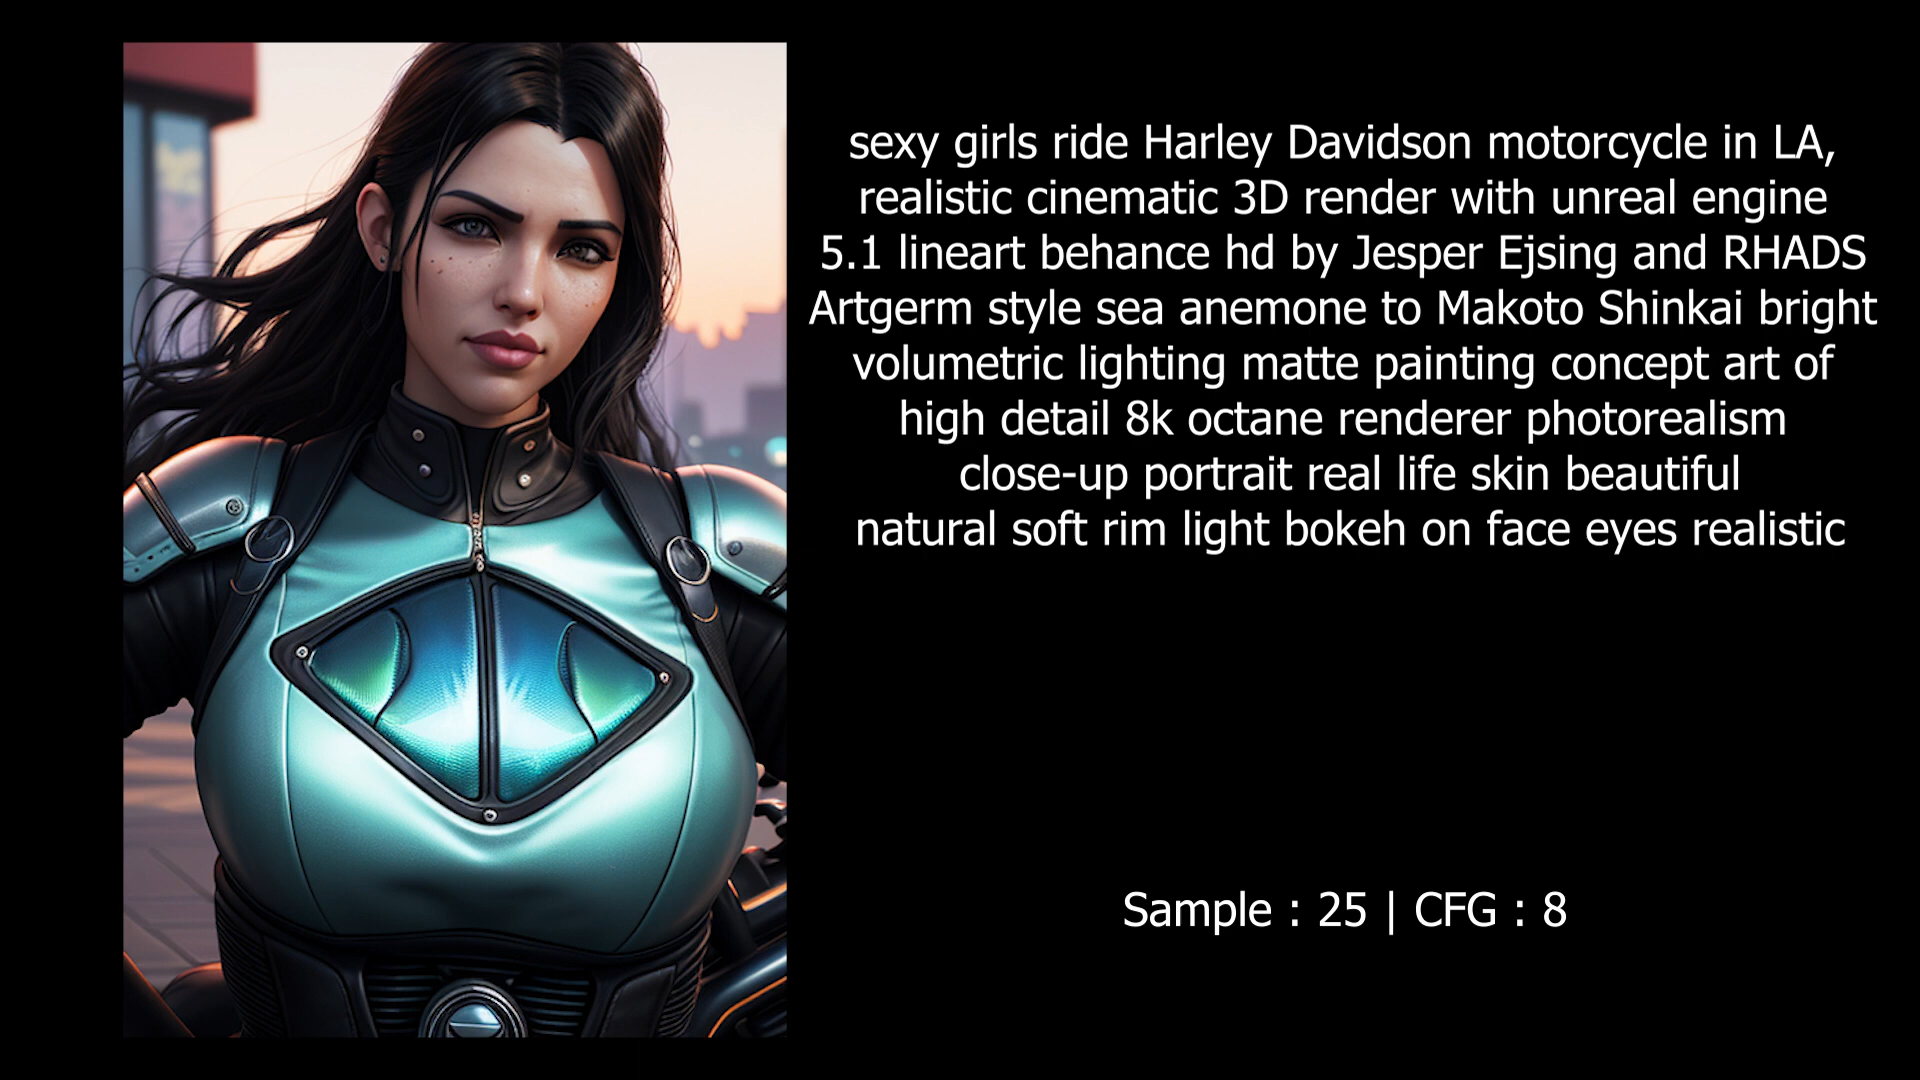 sexy girls ride Harley Davidson motorcycle in LA,
realistic cinematic 3D render with unreal engine
5.1 lineart behance hd by Jesper Ejsing and RHADS
Artgerm style sea anemone to Makoto Shinkai bright
volumetric lighting matte painting concept art of
high detail 8k octane renderer photorealism
close-up portrait real life skin beautiful
natural soft rim light bokeh on face eyes realistic
Sample : 25 | CFG : 8